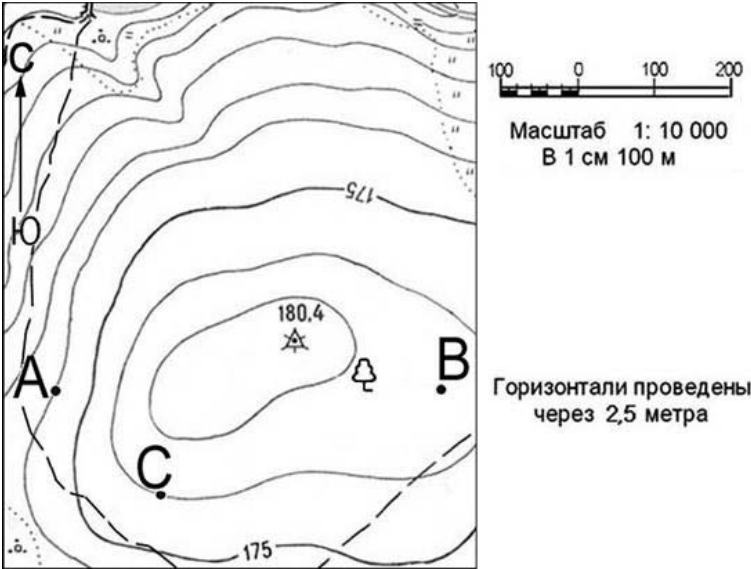 С
Ю
175
180,4
A
B
C
175
100 0 100 200
Масштаб 1: 10 000
В 1 см 100 м
Горизонтали проведены
через 2,5 метра